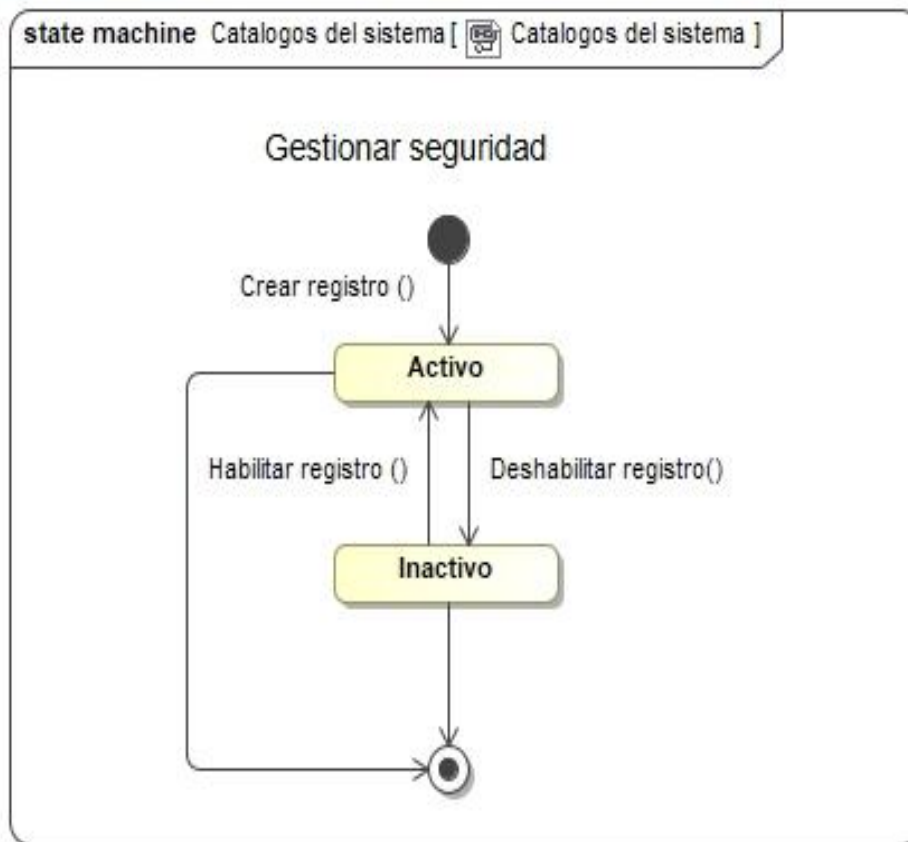 state machine Catalogos del sistema [ Catalogos del sistema ]
Gestionar seguridad
Crear registro ()
Activo
Habilitar registro ()
Deshabilitar registro()
Inactivo